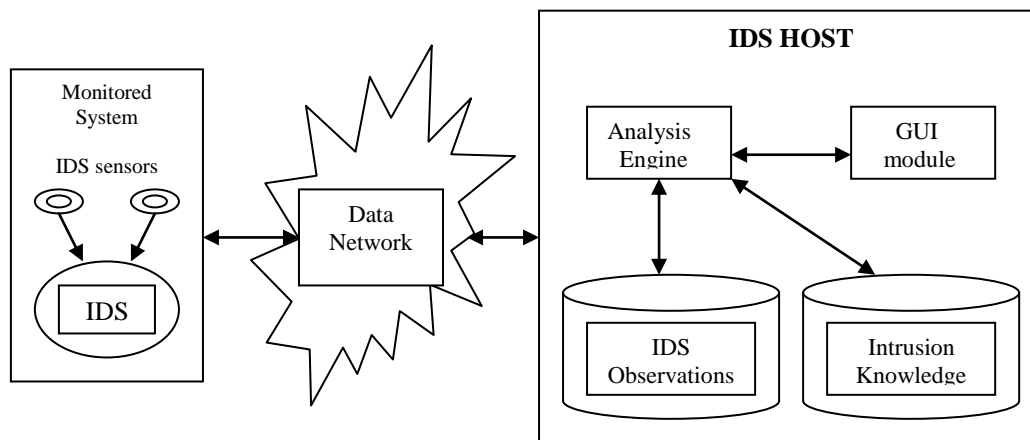 Monitored
System
IDS sensors
IDS
Data
Network
IDS HOST
Analysis
Engine
GUI
module
IDS
Observations
Intrusion
Knowledge